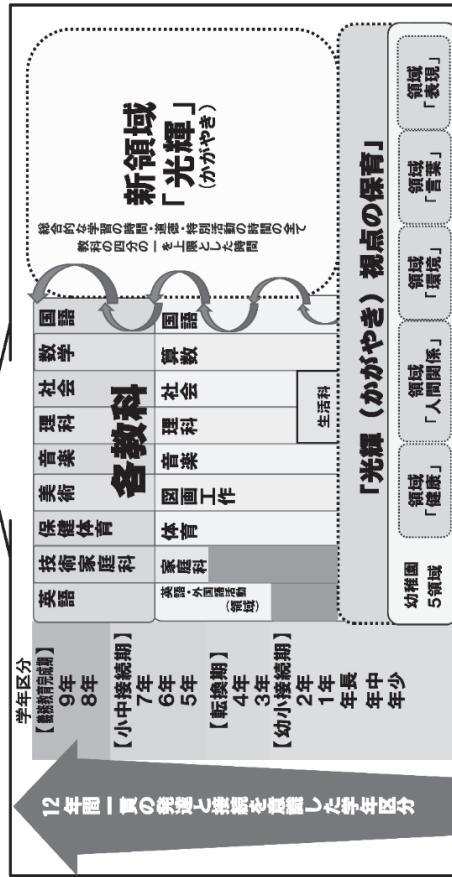 学年区分
【義務教育完成期】
9年
8年
【小中接続期】
7年
6年
5年
【転換期】
4年
3年
【幼小接続期】
2年
1年
年長
年中
年少
12年間一貫の発達と接続を意識した学年区分
英語
技術家庭科
保健体育
美術
音楽
理科
社会
数学
国語
各教科
英語・外国語活動
(領域)
家庭科
体育
図画工作
音楽
理科
社会
算数
国語
生活科
新領域
「光輝」
(かがやき)
総合的な学習の時間・道徳・特別活動の時間の全て
教科の四分の一を上限とした時間
「光輝(かがやき)視点の保育」
幼稚園
5領域
領域
「健康」
領域
「人間関係」
領域
「環境」
領域
「言葉」
領域
「表現」